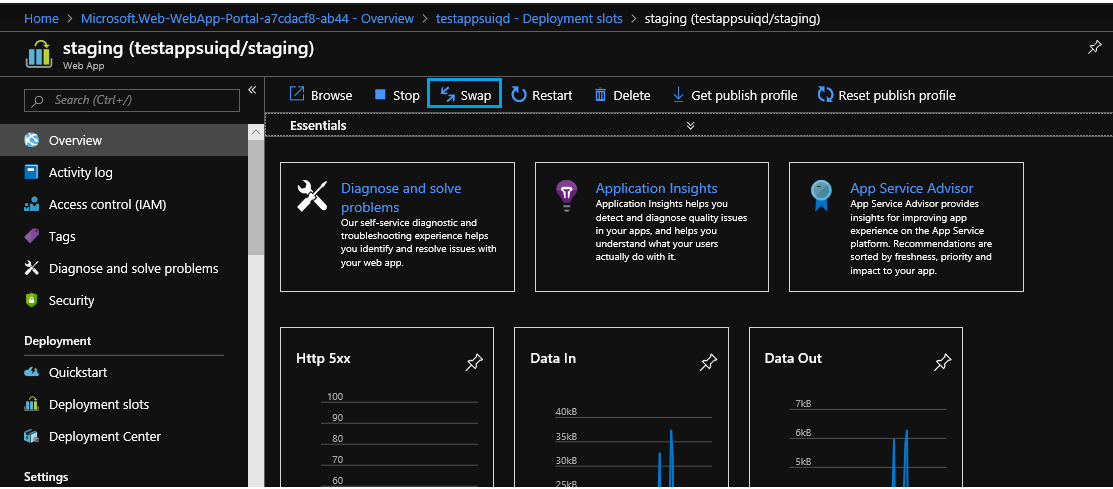 Home > Microsoft.Web-WebApp-Portal-a7cdacf8-ab44 - Overview > testappsuiqd - Deployment slots > staging (testappsuiqd/staging)
staging (testappsuiqd/staging)
Web App
Search (Ctrl+/)
«
Overview
Activity log
Access control (IAM)
Tags
Diagnose and solve problems
Security
Deployment
Quickstart
Deployment slots
Deployment Center
Settings
Browse Stop Swap Restart Delete Get publish profile Reset publish profile
Essentials
Diagnose and solve
problems
Our self-service diagnostic and
troubleshooting experience helps
you identify and resolve issues with
your web app.
Application Insights
Application Insights helps you
detect and diagnose quality issues
in your apps, and helps you
understand what your users
actually do with it.
App Service Advisor
App Service Advisor provides
insights for improving app
experience on the App Service
platform. Recommendations are
sorted by freshness, priority and
impact to your app.
Http 5xx
100
90
80
70
60
Data In
40kB
35kB
30kB
25kB
Data Out
7kB
6kB
5kB